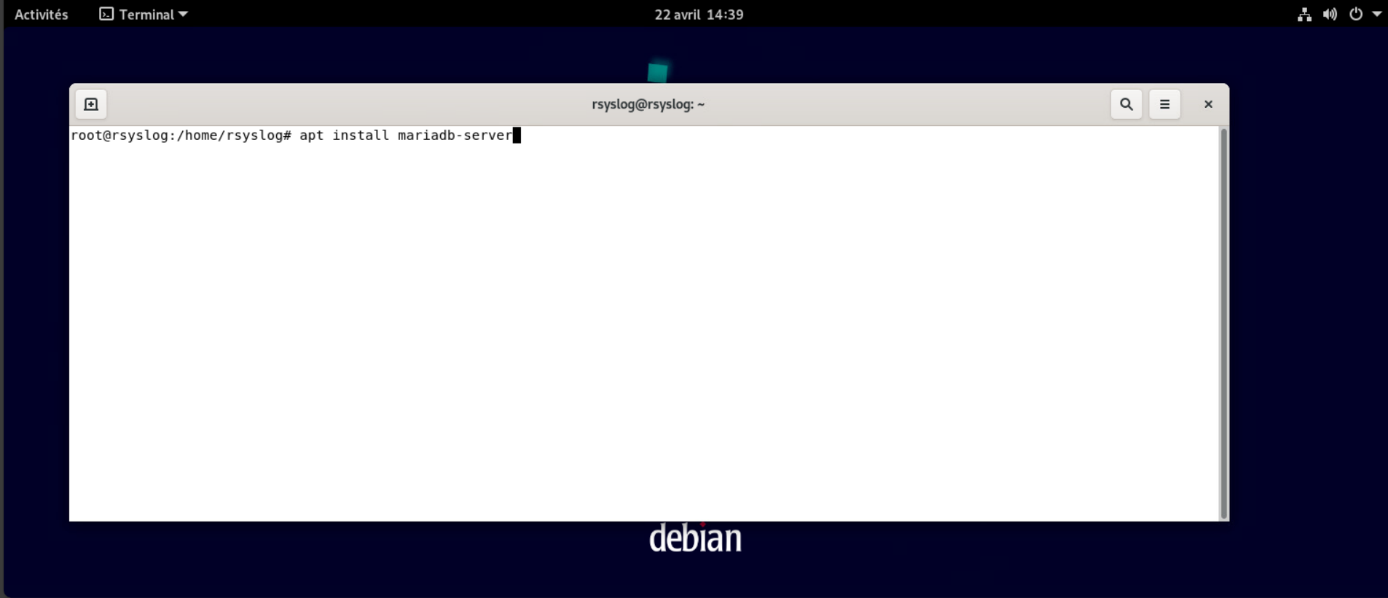 Activités Terminal 22 avril 14:39
rsyslog@rsyslog: ~
root@rsyslog:/home/rsyslog# apt install mariadb-server
debian